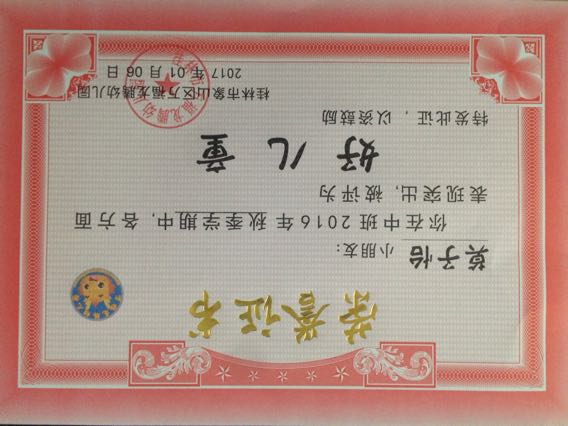 荣誉证书
莫子怡 小朋友:
你在中班2016年秋季学期中,各方面
表现突出,被评为
好儿童
特发此证,以资鼓励
桂林市象山区万福龙腾幼儿园
2017年01月06日